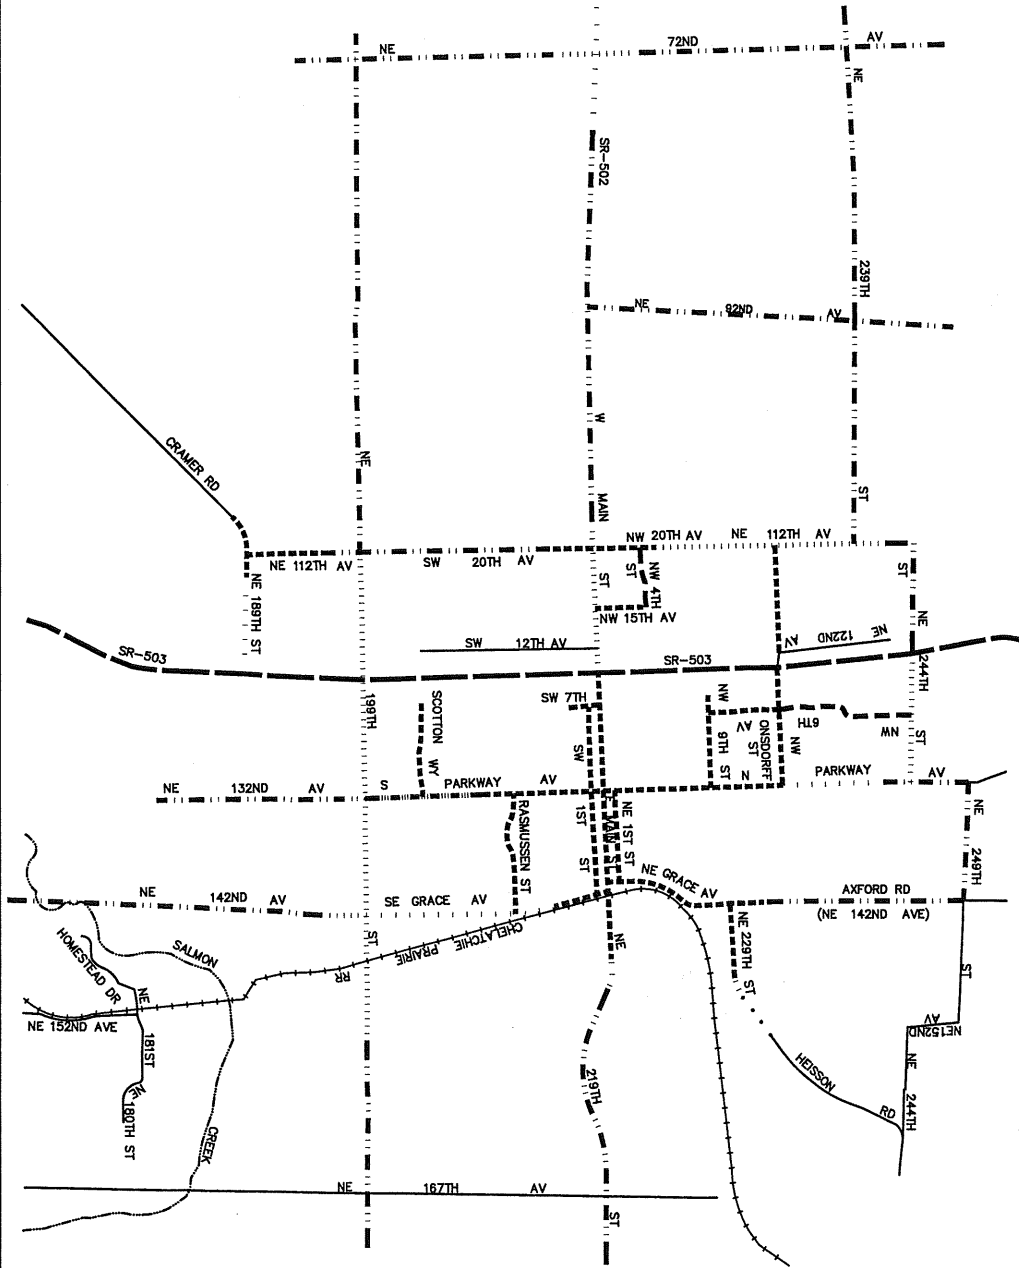 NE 72ND AV
NE 239TH ST
SR-502
NE 92ND AV
W MAIN ST
CRAMER RD
NE 199TH ST
NW 20TH AV
NE 112TH AV
NE 112TH AV
SW 20TH AV
NW 4TH ST
NW 15TH AV
NE 189TH ST
NE 122ND AV
NE 244TH ST
SW 12TH AV
SR-503
SR-503
SW 7TH
SCOTTON WY
NW 9TH ST
AV
ONSDORFF ST
NW
6TH
NW
NE 132ND AV
S PARKWAY AV
N PARKWAY AV
SW 1ST ST
E MAIN ST
NE 1ST ST
RASMUSSEN ST
NE 249TH ST
NE GRACE AV
NE 142ND AV
SE GRACE AV
AXFORD RD
(NE 142ND AVE)
CHELATCHIE PRAIRIE RR
NE 219TH ST
NE 229TH ST
SALMON CREEK
HOMESTEAD DR
NE 152ND AVE
NE 181ST
NE 180TH ST
NE152ND AV
NE 244TH
HEISSON RD
NE 167TH AV